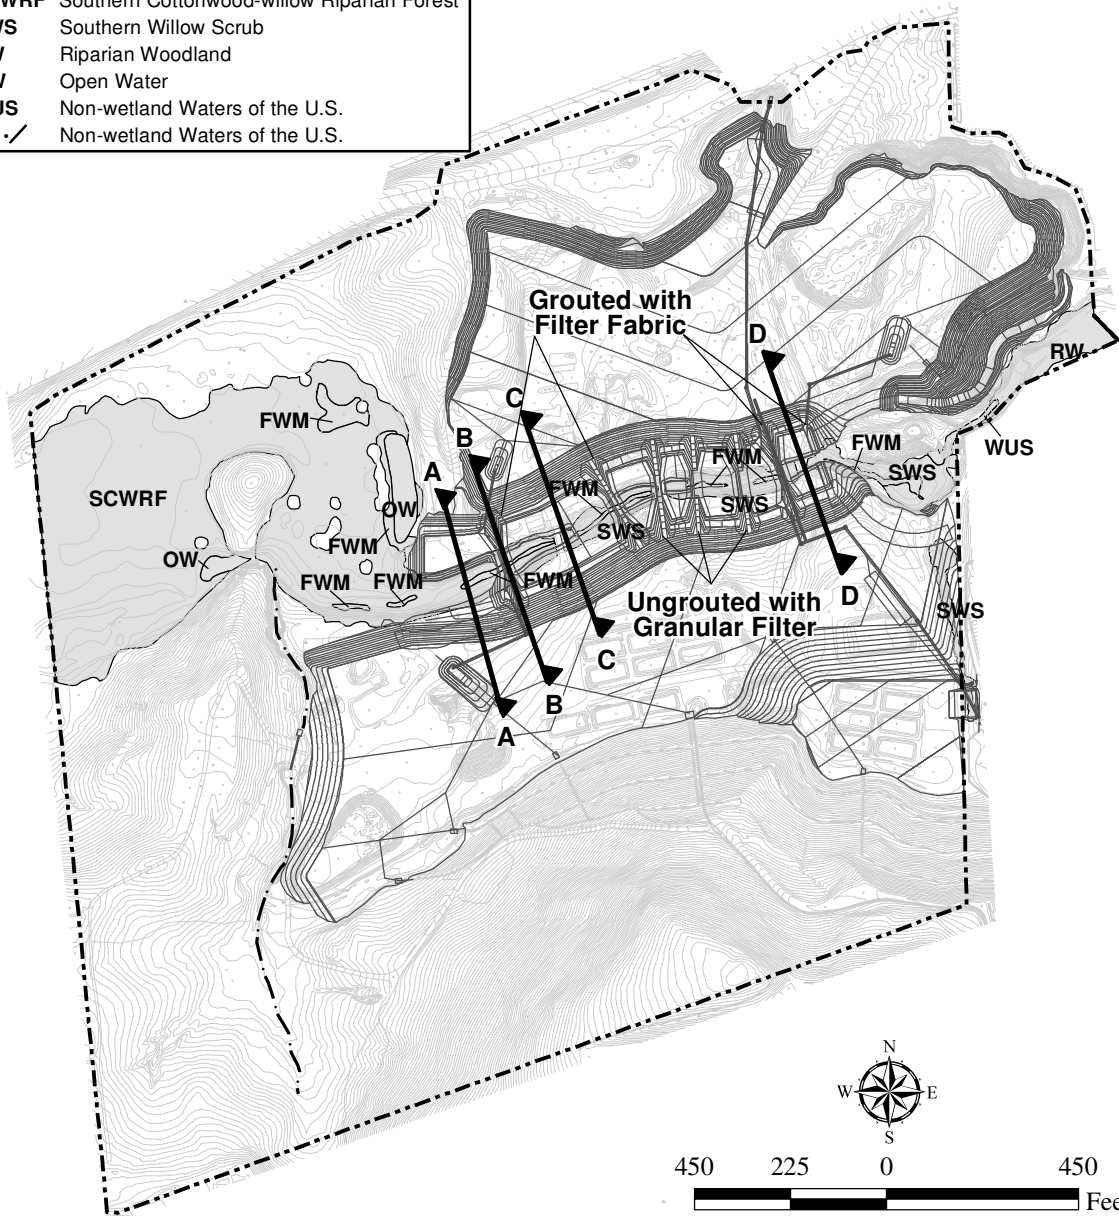 Southern Cottonwood-willow Riparian Forest
Southern Willow Scrub
Riparian Woodland
Open Water
Non-wetland Waters of the U.S.
Non-wetland Waters of the U.S.
Grouted with
Filter Fabric
D
RW
C
FWM
B
WUS
FWM
A
FWM
SWS
SCWRF
FWM
OW
SWS
SWS
FWM
OW
FWM
FWM
FWM
Ungrouted with
Granular Filter
D
SWS
C
B
A
N
W E
S
450 225 0 450